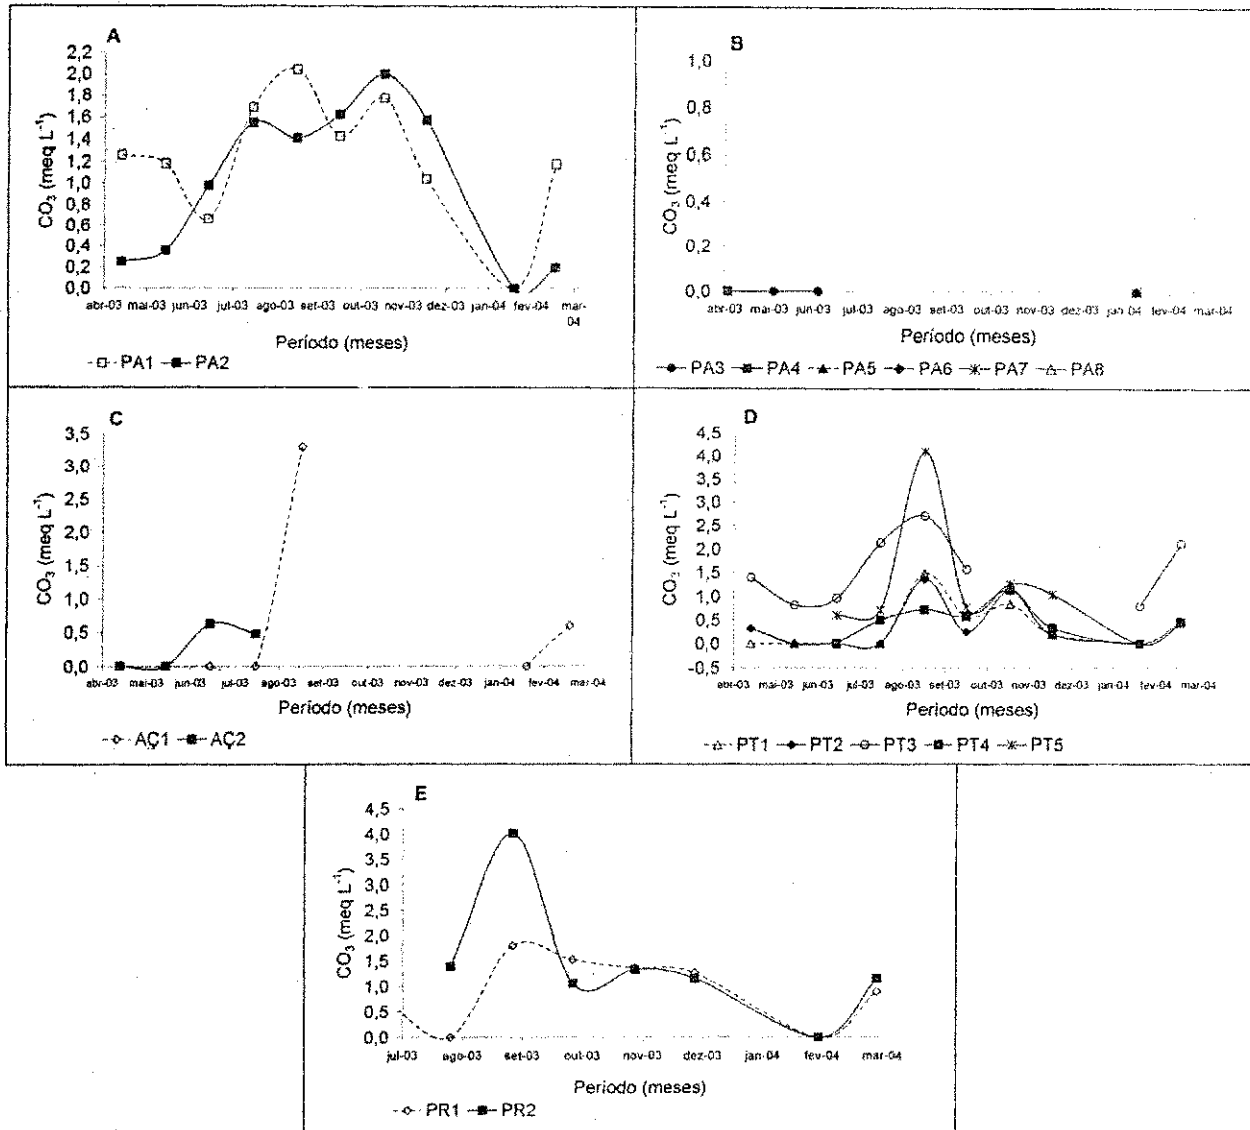 A
CO₃ (meq L⁻¹)
2,2
2,0
1,8
1,6
1,4
1,2
1,0
0,8
0,6
0,4
0,2
0,0
abr-03 mai-03 jun-03 jul-03 ago-03 set-03 out-03 nov-03 dez-03 jan-04 fev-04 mar-04
Período (meses)
PA1 PA2
B
CO₃ (meq L⁻¹)
1,0
0,8
0,6
0,4
0,2
0,0
abr-03 mai-03 jun-03 jul-03 ago-03 set-03 out-03 nov-03 dez-03 jan-04 fev-04 mar-04
Período (meses)
PA3 PA4 PA5 PA6 PA7 PA8
C
CO₃ (meq L⁻¹)
3,5
3,0
2,5
2,0
1,5
1,0
0,5
0,0
abr-03 mai-03 jun-03 jul-03 ago-03 set-03 out-03 nov-03 dez-03 jan-04 fev-04 mar-04
Período (meses)
AÇ1 AÇ2
D
CO₃ (meq L⁻¹)
4,5
4,0
3,5
3,0
2,5
2,0
1,5
1,0
0,5
0,0
-0,5
abr-03 mai-03 jun-03 jul-03 ago-03 set-03 out-03 nov-03 dez-03 jan-04 fev-04 mar-04
Período (meses)
PT1 PT2 PT3 PT4 PT5
E
CO₃ (meq L⁻¹)
4,5
4,0
3,5
3,0
2,5
2,0
1,5
1,0
0,5
0,0
jul-03 ago-03 set-03 out-03 nov-03 dez-03 jan-04 fev-04 mar-04
Período (meses)
PR1 PR2